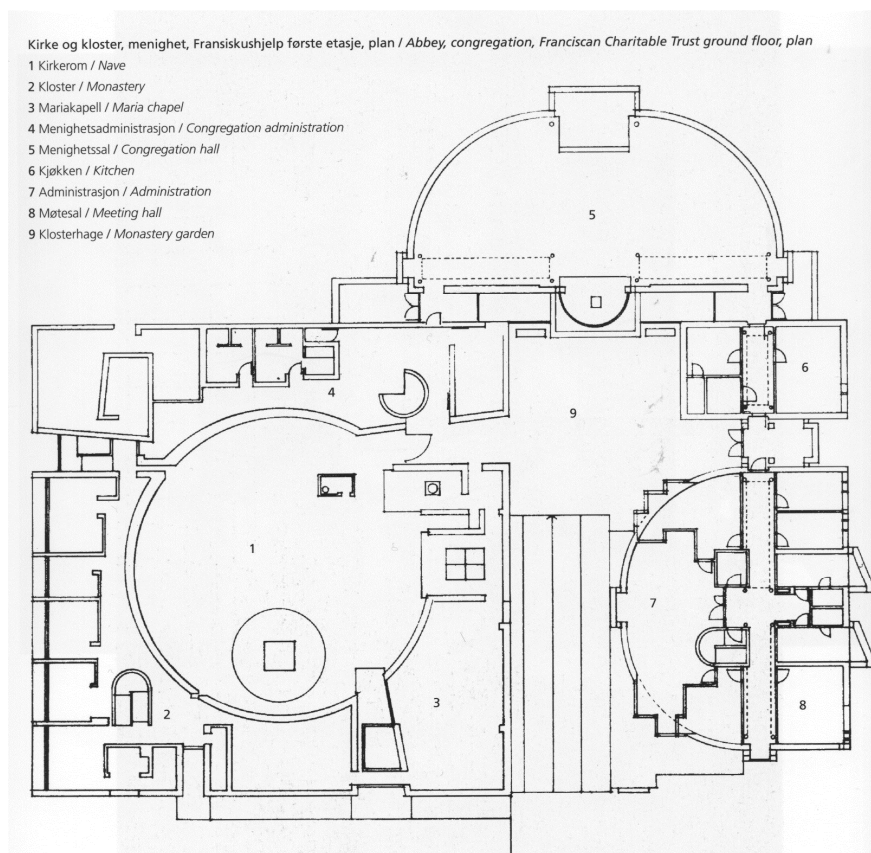 Kirke og kloster, menighet, Fransiskushjelp første etasje, plan / Abbey, congregation, Franciscan Charitable Trust ground floor, plan
1 Kirkerom / Nave
2 Kloster / Monastery
3 Mariakapell / Maria chapel
4 Menighetsadministrasjon / Congregation administration
5 Menighetssal / Congregation hall
6 Kjøkken / Kitchen
7 Administrasjon / Administration
8 Møtesal / Meeting hall
9 Klosterhage / Monastery garden
5
6
4
9
1
7
3
2
8